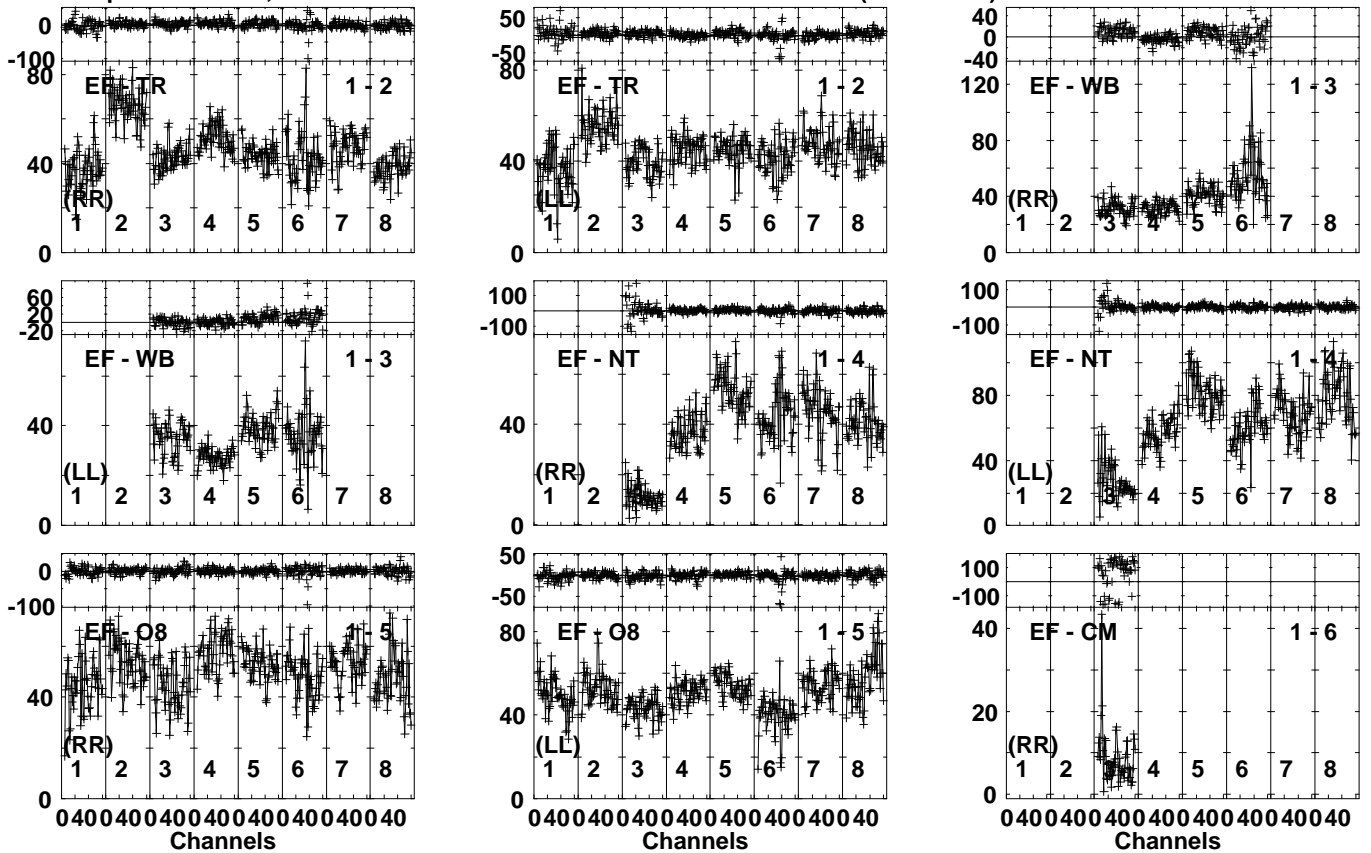 0 50 40
-100 -50 0
-40
80 EF - TR 1 - 2 80 EF - TR 1 - 2 120 EF - WB 1 - 3
80
40 40 40
(RR) (LL) (RR)
1 2 3 4 5 6 7 8 1 2 3 4 5 6 7 8 1 2 3 4 5 6 7 8
0 0 0
60 100 100
20
-20 -100 -100
EF - WB 1 - 3 EF - NT 1 - 4 EF - NT 1 - 4
80
40 40 40
(LL) (RR) (LL)
1 2 3 4 5 6 7 8 1 2 3 4 5 6 7 8 1 2 3 4 5 6 7 8
0 0 0
0 50 100
-100 -50 -100
EF - O8 1 - 5 80 EF - O8 1 - 5 40 EF - CM 1 - 6
40 40 20
(RR) (LL) (RR)
1 2 3 4 5 6 7 8 1 2 3 4 5 6 7 8 1 2 3 4 5 6 7 8
0 0 0
0 40 0 40 0 40 0 40 0 40 0 40 0 40 0 40 0 40 0 40 0 40 0 40 0 40 0 40 0 40 0 40 0 40 0 40 0 40 0 40 0 40 0 40 0 40 0 40
Channels Channels Channels